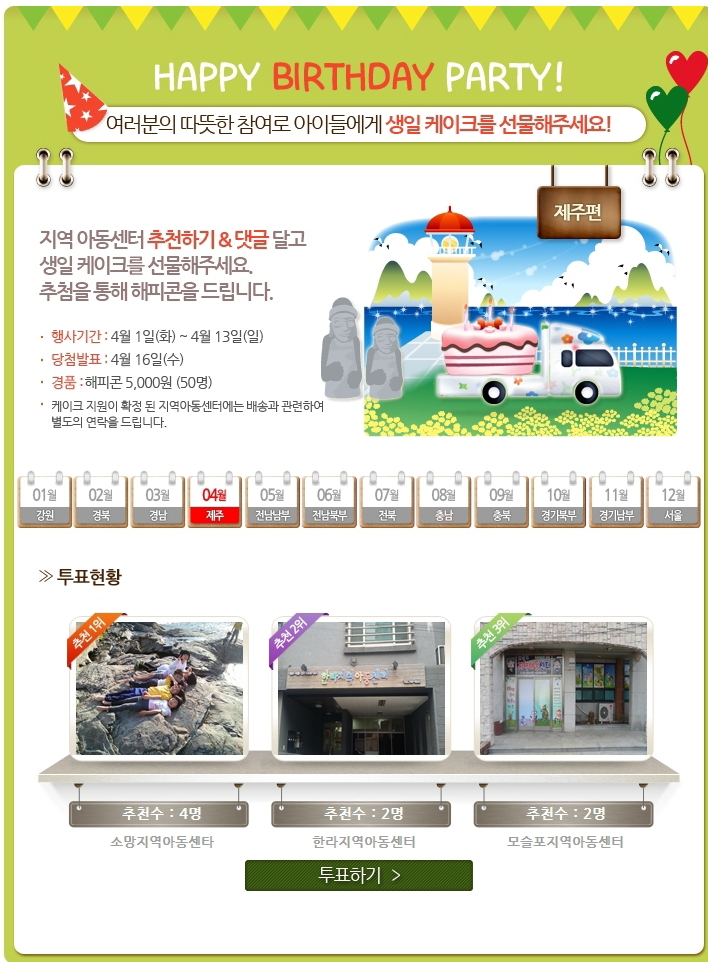 HAPPY BIRTHDAY PARTY!
여러분의 따뜻한 참여로 아이들에게 생일 케이크를 선물해주세요!
제주편
지역 아동센터 추천하기 & 댓글 달고
생일 케이크를 선물해주세요.
추첨을 통해 해피콘을 드립니다.
· 행사기간 : 4월 1일(화) ~ 4월 13일(일)
· 당첨발표 : 4월 16일(수)
· 경품 : 해피콘 5,000원 (50명)
· 케이크 지원이 확정 된 지역아동센터에는 배송과 관련하여
별도의 연락을 드립니다.
01월 02월 03월 04월 05월 06월 07월 08월 09월 10월 11월 12월
강원 경북 경남 제주 전남남부 전남북부 전북 충남 충북 경기북부 경기남부 서울
≫ 투표현황
추천 1위 추천 2위 추천 3위
한라지역아동센터
추천수 : 4명 추천수 : 2명 추천수 : 2명
소망지역아동센타 한라지역아동센터 모슬포지역아동센터
투표하기 >